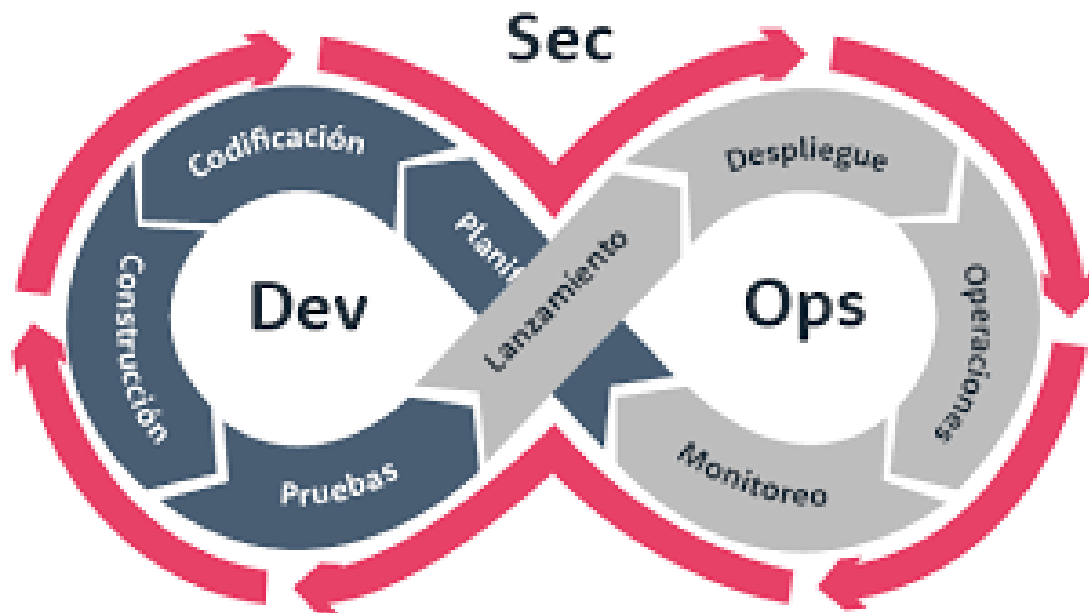 Sec
Dev
Ops
Codificación
Construcción
Pruebas
Lanzamiento
Despliegue
Operaciones
Monitoreo